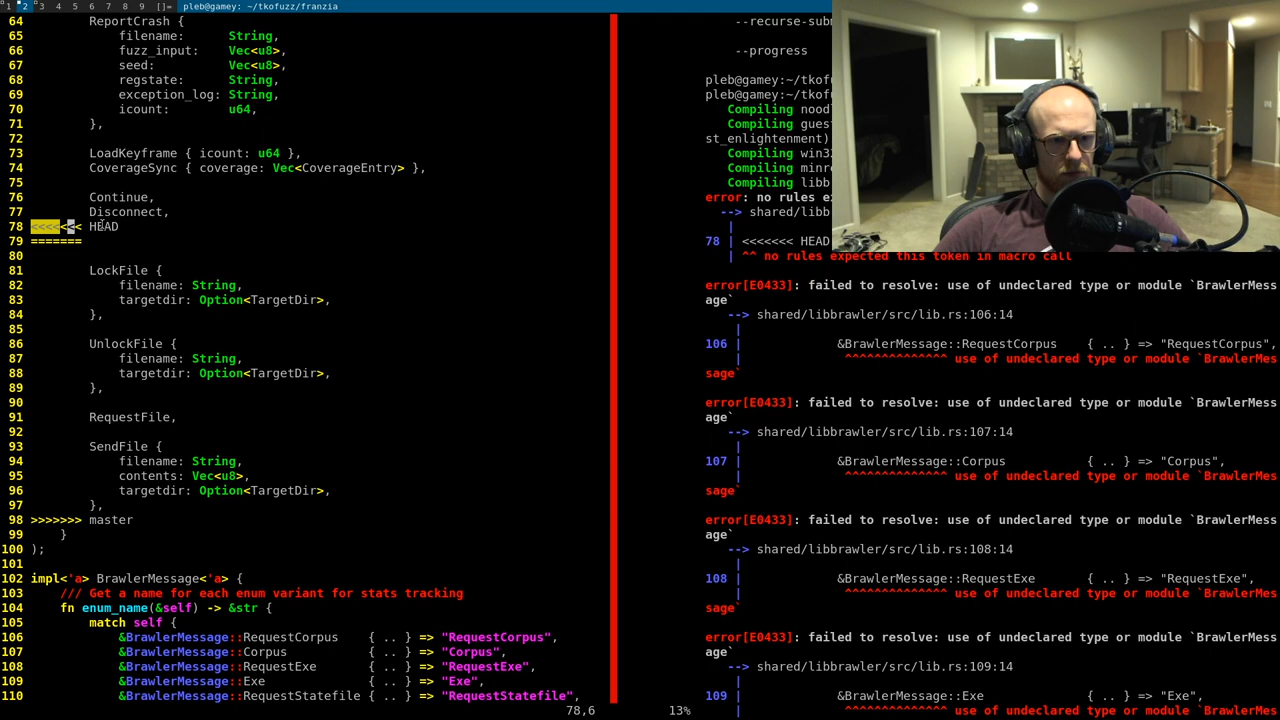 1 2 3 4 5 6 7 8 9 []= pleb@gamey: ~/tkofuzz/franzia
64 ReportCrash {
65 filename: String,
66 fuzz_input: Vec<u8>,
67 seed: Vec<u8>,
68 regstate: String,
69 exception_log: String,
70 icount: u64,
71 },
72
73 LoadKeyframe { icount: u64 },
74 CoverageSync { coverage: Vec<CoverageEntry> },
75
76 Continue,
77 Disconnect,
78 <<<<<<< HEAD
79 =======
80
81 LockFile {
82 filename: String,
83 targetdir: Option<TargetDir>,
84 },
85
86 UnlockFile {
87 filename: String,
88 targetdir: Option<TargetDir>,
89 },
90
91 RequestFile,
92
93 SendFile {
94 filename: String,
95 contents: Vec<u8>,
96 targetdir: Option<TargetDir>,
97 },
98 >>>>>>> master
99 }
100 );
101
102 impl<'a> BrawlerMessage<'a> {
103 /// Get a name for each enum variant for stats tracking
104 fn enum_name(&self) -> &str {
105 match self {
106 &BrawlerMessage::RequestCorpus { .. } => "RequestCorpus",
107 &BrawlerMessage::Corpus { .. } => "Corpus",
108 &BrawlerMessage::RequestExe { .. } => "RequestExe",
109 &BrawlerMessage::Exe { .. } => "Exe",
110 &BrawlerMessage::RequestStatefile { .. } => "RequestStatefile",
78,6 13%
--recurse-sub
--progress
pleb@gamey:~/tkofu
pleb@gamey:~/tkofu
Compiling nood
Compiling gues
st_enlightenment)
Compiling win3
Compiling minr
Compiling libb
error: no rules e
--> shared/libb
|
78 | <<<<<<< HEAD
| ^^ no rules expected this token in macro call
error[E0433]: failed to resolve: use of undeclared type or module `BrawlerMess
age`
--> shared/libbrawler/src/lib.rs:106:14
|
106 | &BrawlerMessage::RequestCorpus { .. } => "RequestCorpus",
| ^^^^^^^^^^^^^^ use of undeclared type or module `BrawlerMes
sage`
error[E0433]: failed to resolve: use of undeclared type or module `BrawlerMess
age`
--> shared/libbrawler/src/lib.rs:107:14
|
107 | &BrawlerMessage::Corpus { .. } => "Corpus",
| ^^^^^^^^^^^^^^ use of undeclared type or module `BrawlerMes
sage`
error[E0433]: failed to resolve: use of undeclared type or module `BrawlerMess
age`
--> shared/libbrawler/src/lib.rs:108:14
|
108 | &BrawlerMessage::RequestExe { .. } => "RequestExe",
| ^^^^^^^^^^^^^^ use of undeclared type or module `BrawlerMes
sage`
error[E0433]: failed to resolve: use of undeclared type or module `BrawlerMess
age`
--> shared/libbrawler/src/lib.rs:109:14
|
109 | &BrawlerMessage::Exe { .. } => "Exe",
| ^^^^^^^^^^^^^^ use of undeclared type or module `BrawlerMes